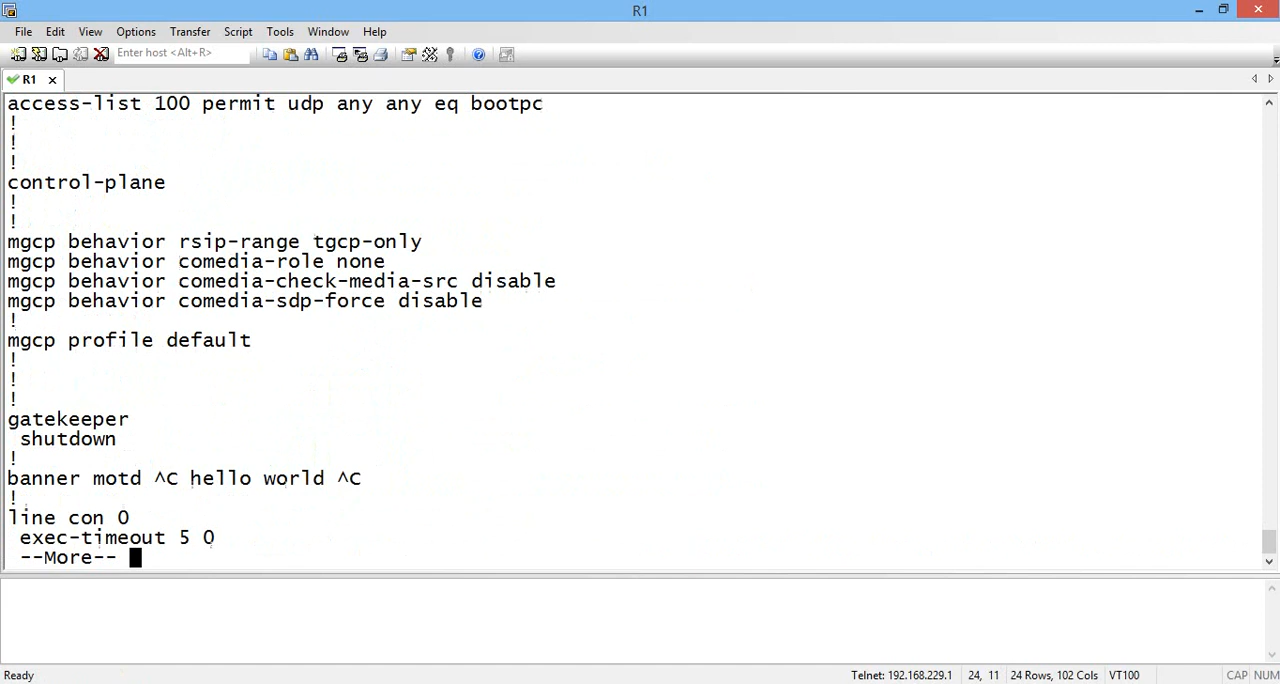 R1
File Edit View Options Transfer Script Tools Window Help
Enter host <Alt+R>
R1
access-list 100 permit udp any any eq bootpc
!
!
!
control-plane
!
!
mgcp behavior rsip-range tgcp-only
mgcp behavior comedia-role none
mgcp behavior comedia-check-media-src disable
mgcp behavior comedia-sdp-force disable
!
mgcp profile default
!
!
!
gatekeeper
 shutdown
!
banner motd ^C hello world ^C
!
line con 0
 exec-timeout 5 0
 --More--
Ready Telnet: 192.168.229.1 24, 11 24 Rows, 102 Cols VT100 CAP NUM